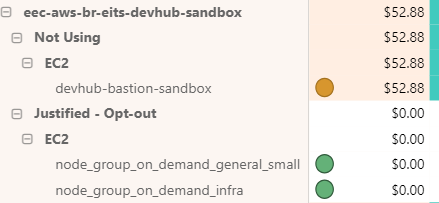 eec-aws-br-eits-devhub-sandbox $52.88
Not Using $52.88
EC2 $52.88
devhub-bastion-sandbox $52.88
Justified - Opt-out $0.00
EC2 $0.00
node_group_on_demand_general_small $0.00
node_group_on_demand_infra $0.00